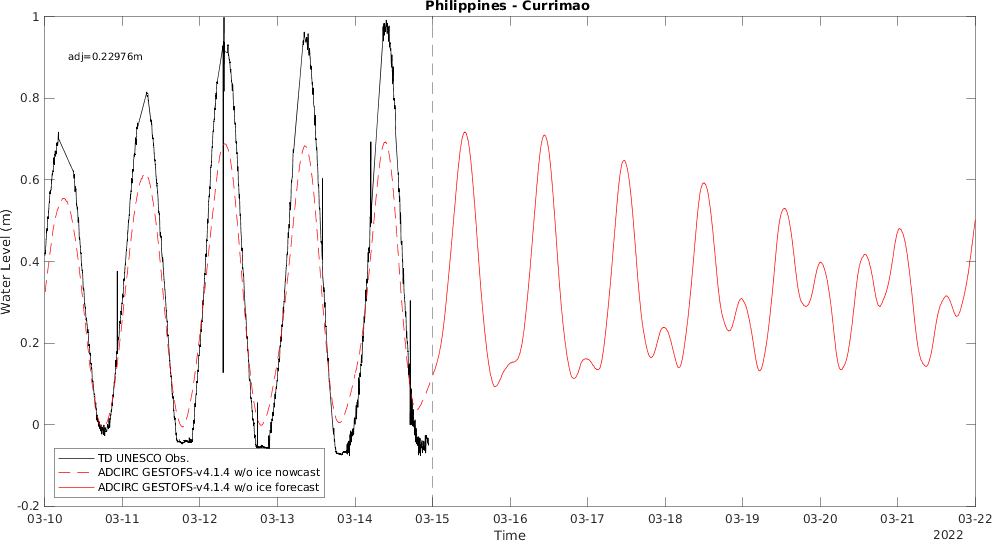 Philippines - Currimao
adj=0.22976m
Water Level (m)
1
0.8
0.6
0.4
0.2
0
-0.2
TD UNESCO Obs.
ADCIRC GESTOFS-v4.1.4 w/o ice nowcast
ADCIRC GESTOFS-v4.1.4 w/o ice forecast
03-10 03-11 03-12 03-13 03-14 03-15 03-16 03-17 03-18 03-19 03-20 03-21 03-22
Time
2022